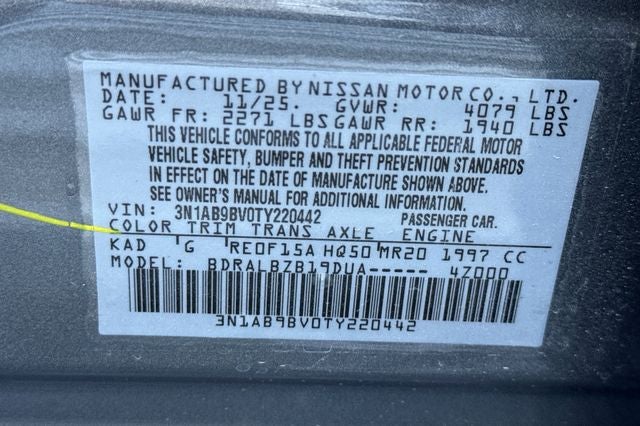 MANUFACTURED BY NISSAN MOTOR CO., LTD.
DATE: 11/25. GVWR: 4079 LBS
GAWR FR: 2271 LBS GAWR RR: 1940 LBS
THIS VEHICLE CONFORMS TO ALL APPLICABLE FEDERAL MOTOR
VEHICLE SAFETY, BUMPER AND THEFT PREVENTION STANDARDS
IN EFFECT ON THE DATE OF MANUFACTURE SHOWN ABOVE.
SEE OWNER'S MANUAL FOR ADDITIONAL INFORMATION.
VIN: 3N1AB9BV0TY220442 PASSENGER CAR.
COLOR TRIM TRANS AXLE ENGINE
KAD G RE0F15A HQ50 MR20 1997 CC
MODEL: BDRALBZB19DUA----- 4Z000
3N1AB9BV0TY220442